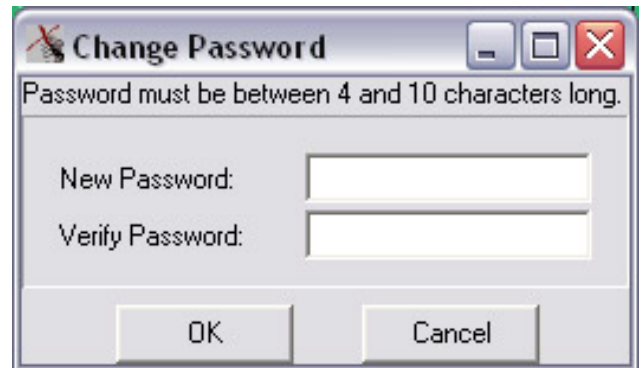 Change Password
Password must be between 4 and 10 characters long.
New Password:
Verify Password:
OK Cancel